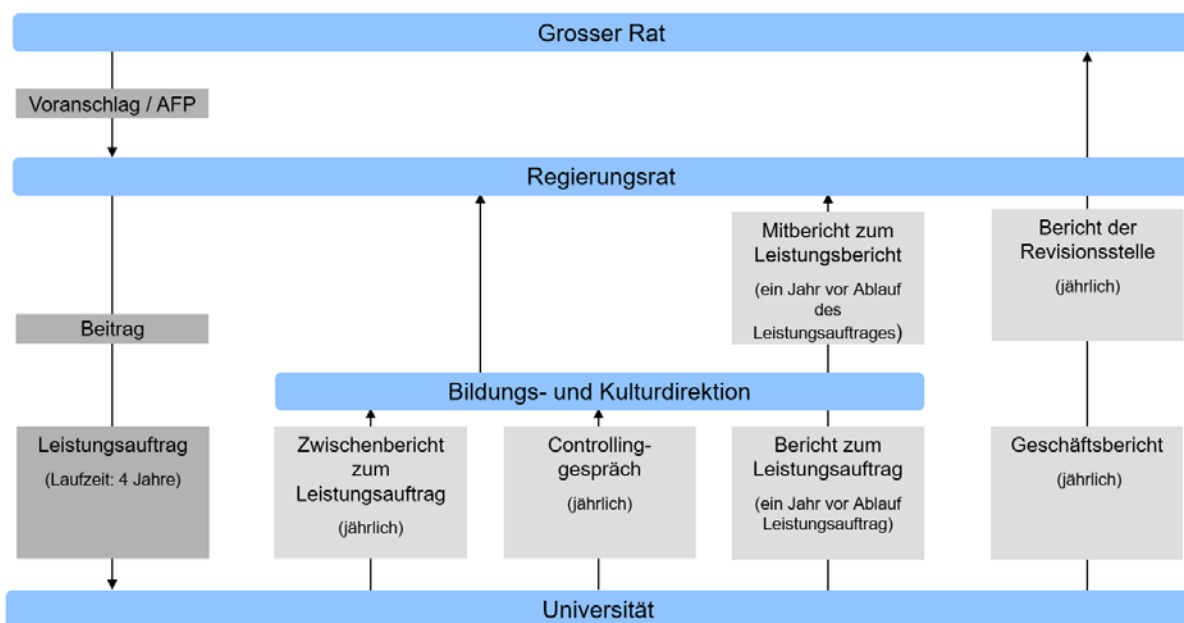 Grosser Rat
Voranschlag / AFP
Regierungsrat
Mitbericht zum
Leistungsbericht
(ein Jahr vor Ablauf
des
Leistungsauftrages)
Bericht der
Revisionsstelle
(jährlich)
Beitrag
Bildungs- und Kulturdirektion
Leistungsauftrag
(Laufzeit: 4 Jahre)
Zwischenbericht
zum
Leistungsauftrag
(jährlich)
Controlling-
gespräch
(jährlich)
Bericht zum
Leistungsauftrag
(ein Jahr vor Ablauf
Leistungsauftrag)
Geschäftsbericht
(jährlich)
Universität